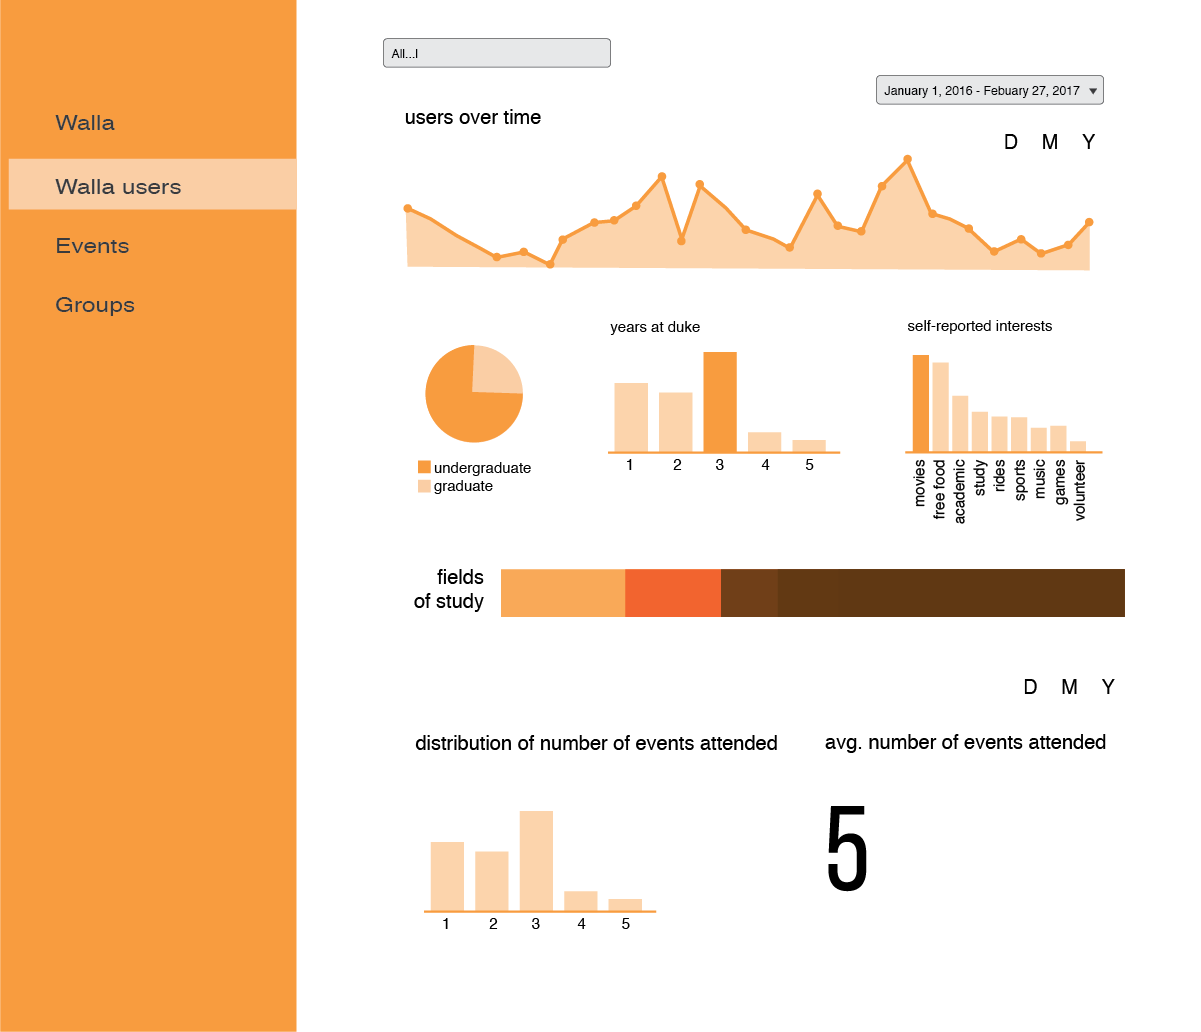 Walla
Walla users
Events
Groups
All...I
January 1, 2016 - Febuary 27, 2017
users over time
D M Y
undergraduate
graduate
years at duke
1 2 3 4 5
self-reported interests
movies
free food
academic
study
rides
sports
music
games
volunteer
fields
of study
D M Y
distribution of number of events attended
1 2 3 4 5
avg. number of events attended
5